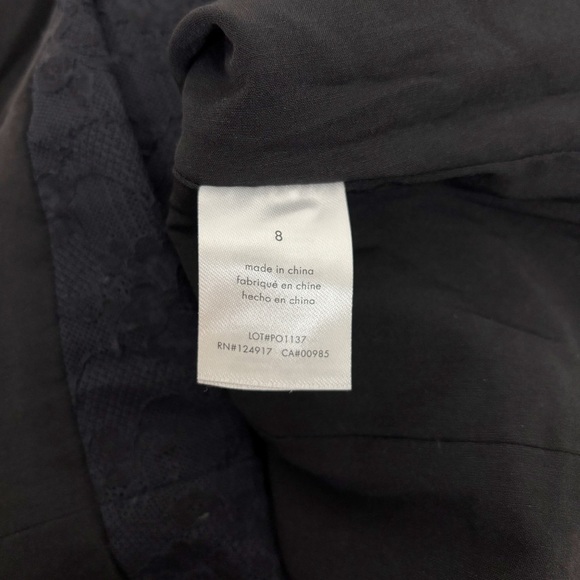 8
made in china
fabriqué en chine
hecho en china
LOT#PO1137
RN#124917 CA#00985